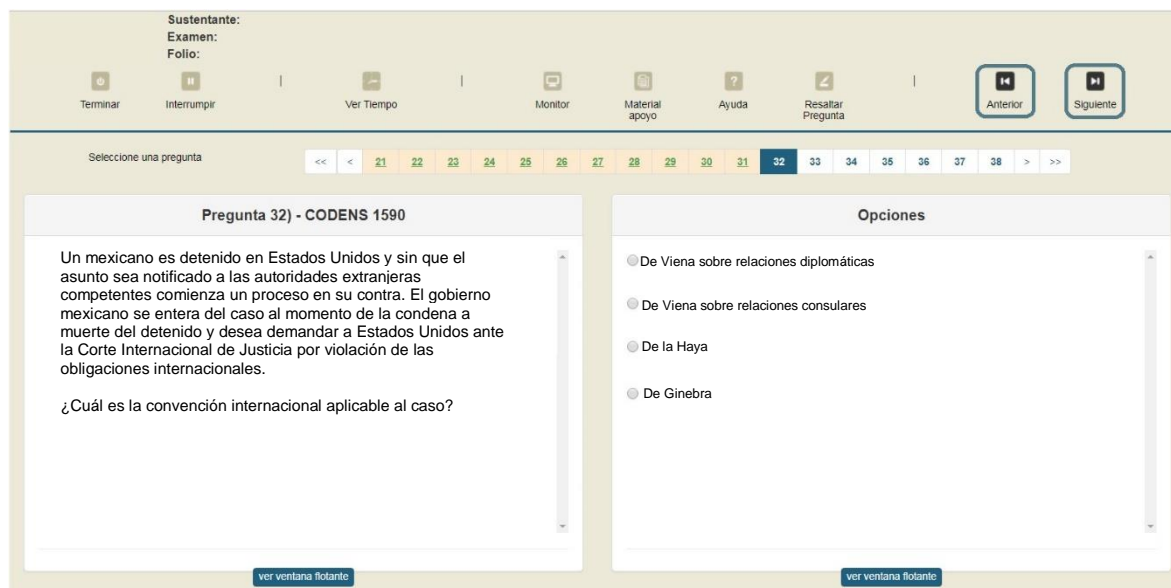 Sustentante:
Examen:
Folio:
Terminar
Interrumpir
|
Ver Tiempo
|
Monitor
Material
apoyo
Ayuda
Resaltar
Pregunta
|
Anterior
Siguiente
Seleccione una pregunta
<< < 21 22 23 24 25 26 27 28 29 30 31 32 33 34 35 36 37 38 > >>
Pregunta 32) - CODENS 1590
Un mexicano es detenido en Estados Unidos y sin que el
asunto sea notificado a las autoridades extranjeras
competentes comienza un proceso en su contra. El gobierno
mexicano se entera del caso al momento de la condena a
muerte del detenido y desea demandar a Estados Unidos ante
la Corte Internacional de Justicia por violación de las
obligaciones internacionales.
¿Cuál es la convención internacional aplicable al caso?
ver ventana flotante
Opciones
De Viena sobre relaciones diplomáticas
De Viena sobre relaciones consulares
De la Haya
De Ginebra
ver ventana flotante